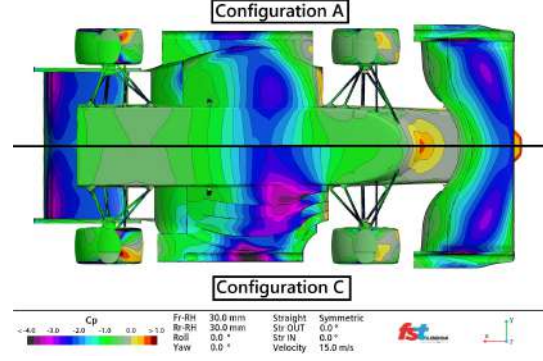 Configuration A
Configuration C
Cp
<-4.0 -3.0 -2.0 -1.0 0.0 >1.0
Fr-RH 30.0 mm Straight Symmetric
Rr-RH 30.0 mm Str OUT 0.0 °
Roll 0.0 ° Str IN 0.0 °
Yaw 0.0 ° Velocity 15.0 m/s
fst
Y
X Z